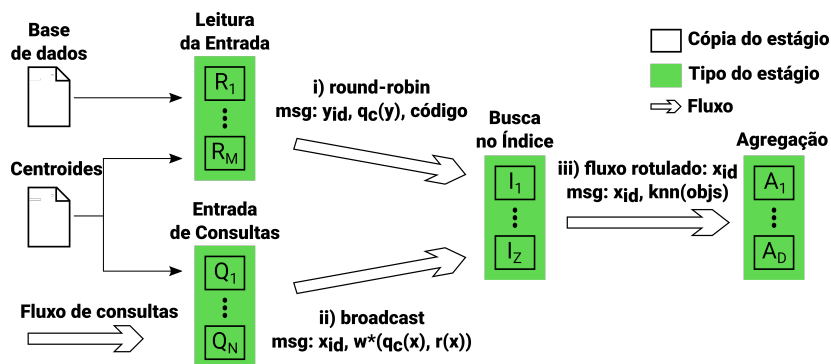 Base
de dados
Leitura
da Entrada
R1
RM
Centroides
Entrada
de Consultas
Q1
QN
Fluxo de consultas
i) round-robin
msg: yid, qc(y), código
ii) broadcast
msg: xid, w*(qc(x), r(x))
Busca
no Índice
I1
IZ
iii) fluxo rotulado: xid
msg: xid, knn(objs)
Agregação
A1
AD
Cópia do estágio
Tipo do estágio
Fluxo